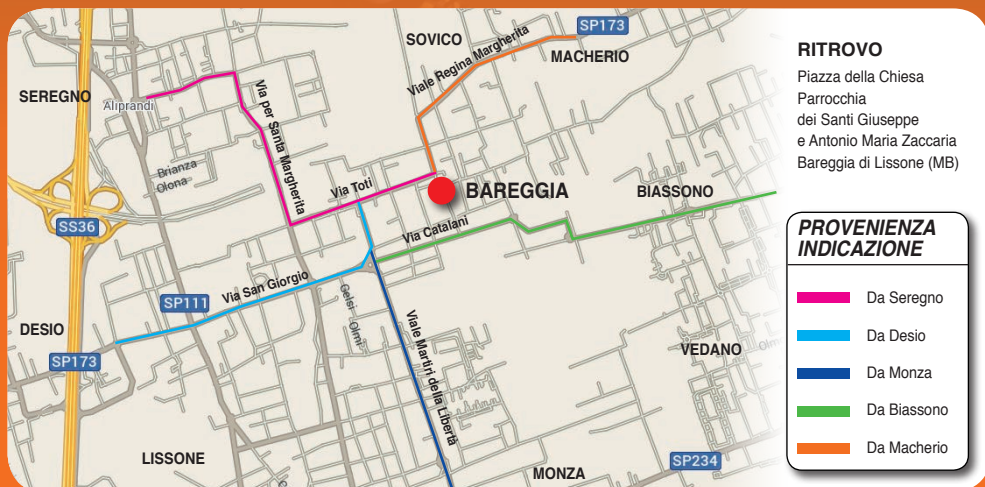 SP173
SOVICO
MACHERIO
Viale Regina Margherita
SEREGNO
Aliprandi
Via per Santa Margherita
Brianza
Olona
Via Toti
BAREGGIA
BIASSONO
SS36
Via Catalani
Via San Giorgio
SP111
Gelsi
Olmi
DESIO
SP173
Viale Martiri della Libertà
VEDANO
LISSONE
MONZA
SP234
RITROVO
Piazza della Chiesa
Parrocchia
dei Santi Giuseppe
e Antonio Maria Zaccaria
Bareggia di Lissone (MB)
PROVENIENZA
INDICAZIONE
Da Seregno
Da Desio
Da Monza
Da Biassono
Da Macherio